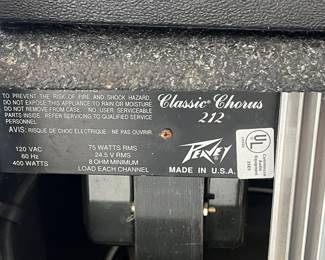 TO PREVENT THE RISK OF FIRE AND SHOCK HAZARD,
DO NOT EXPOSE THIS APPLIANCE TO RAIN OR MOISTURE
DO NOT REMOVE FROM CASE. NO USER SERVICEABLE
PARTS INSIDE. REFER SERVICING TO QUALIFIED SERVICE
PERSONNEL.
AVIS: RISQUE DE CHOC ELECTRIQUE - NE PAS OUVRIR.
Classic® Chorus
212
120 VAC
60 Hz
400 WATTS
75 WATTS RMS
24.5 V RMS
8 OHM MINIMUM
LOAD EACH CHANNEL
PEAVEY
MADE IN U.S.A.
UL